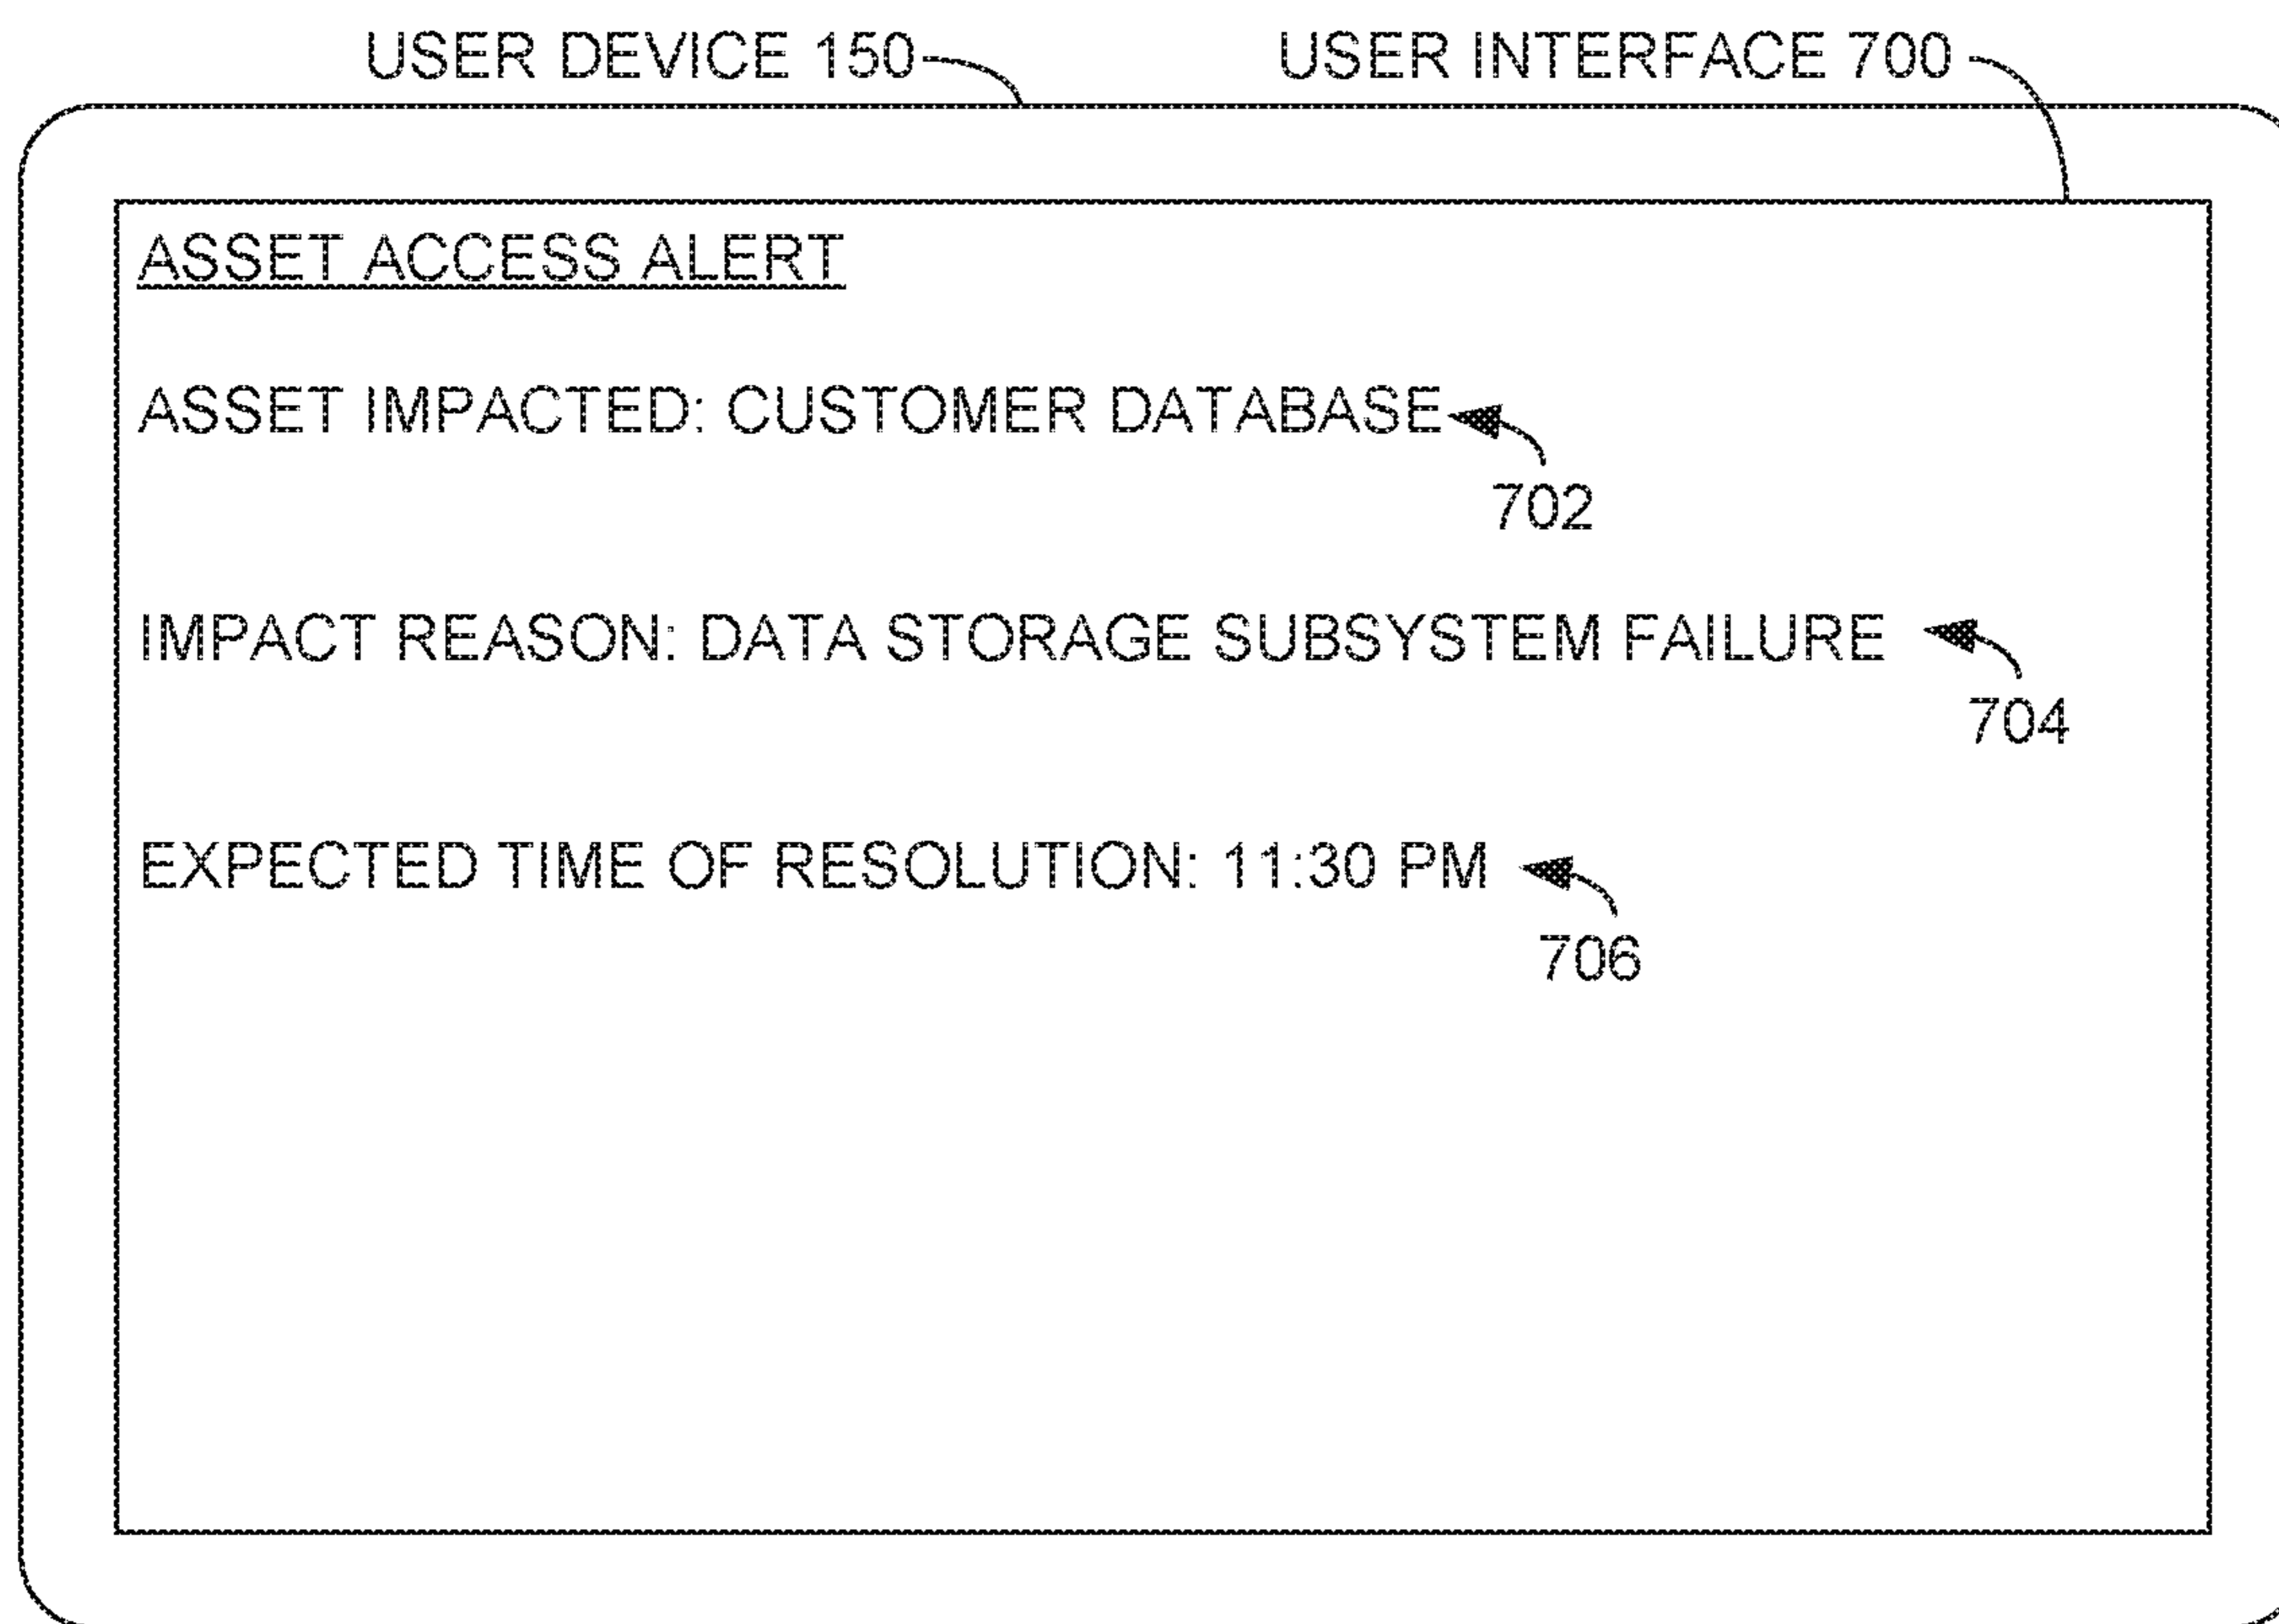 USER DEVICE 150
USER INTERFACE 700
ASSET ACCESS ALERT
ASSET IMPACTED: CUSTOMER DATABASE
702
IMPACT REASON: DATA STORAGE SUBSYSTEM FAILURE
704
EXPECTED TIME OF RESOLUTION: 11:30 PM
706